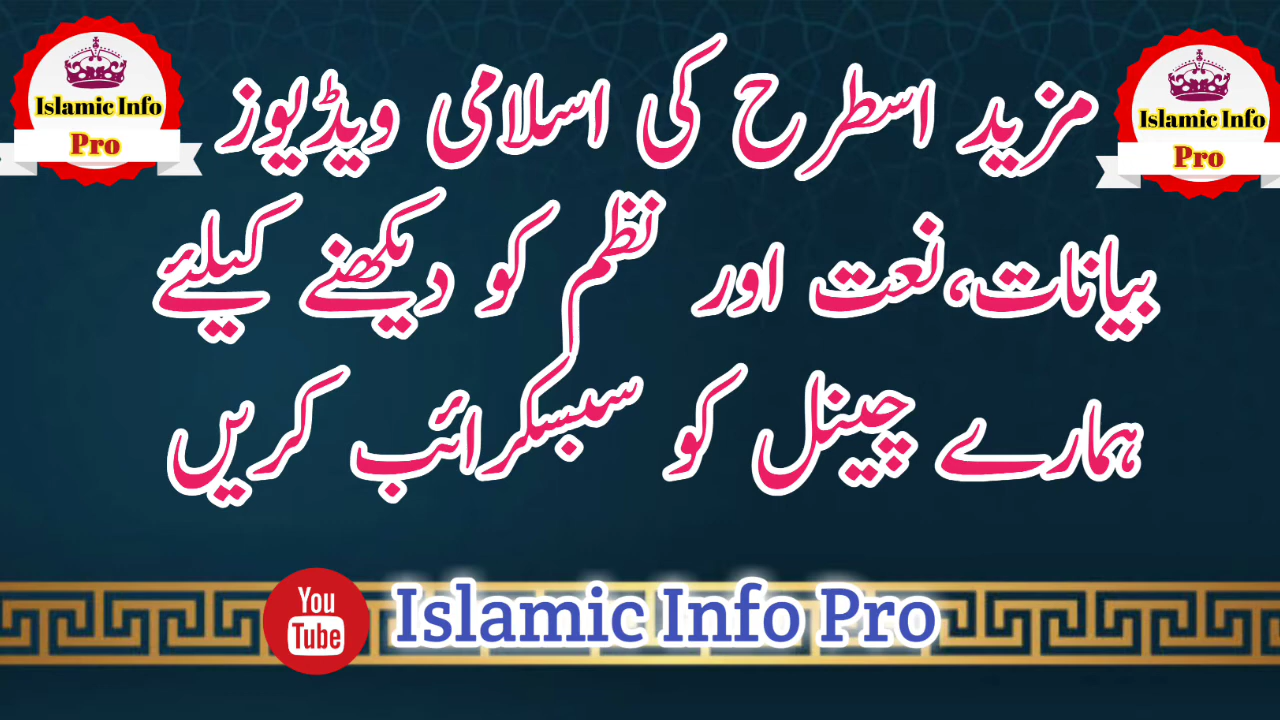 Islamic Info
Pro
Islamic Info
Pro
مزید اسطرح کی اسلامی ویڈیوز
بیانات،نعت اور نظم کو دیکھنے کیلئے
ہمارے چینل کو سبسکرائب کریں
You
Tube
Islamic Info Pro